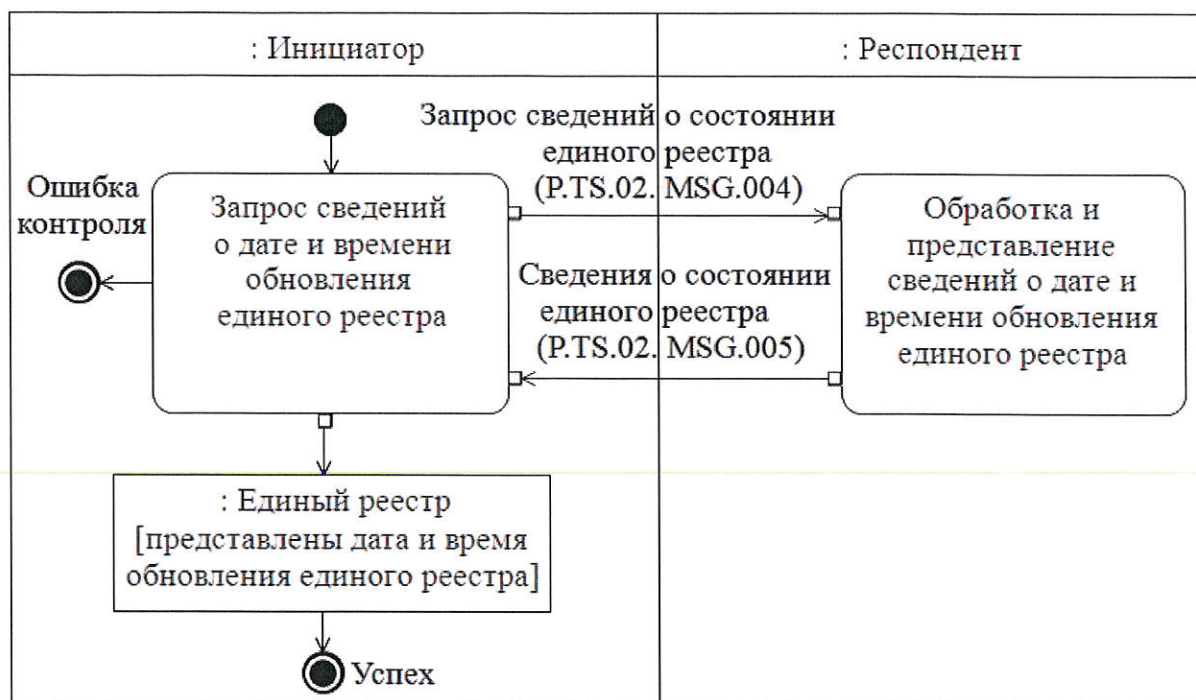 : Инициатор
: Респондент
Запрос сведений о состоянии
единого реестра
(P.TS.02. MSG.004)
Ошибка
контроля
Запрос сведений
о дате и времени
обновления
единого реестра
Сведения о состоянии
единого реестра
(P.TS.02. MSG.005)
Обработка и
представление
сведений о дате и
времени обновления
единого реестра
: Единый реестр
[представлены дата и время
обновления единого реестра]
Успех